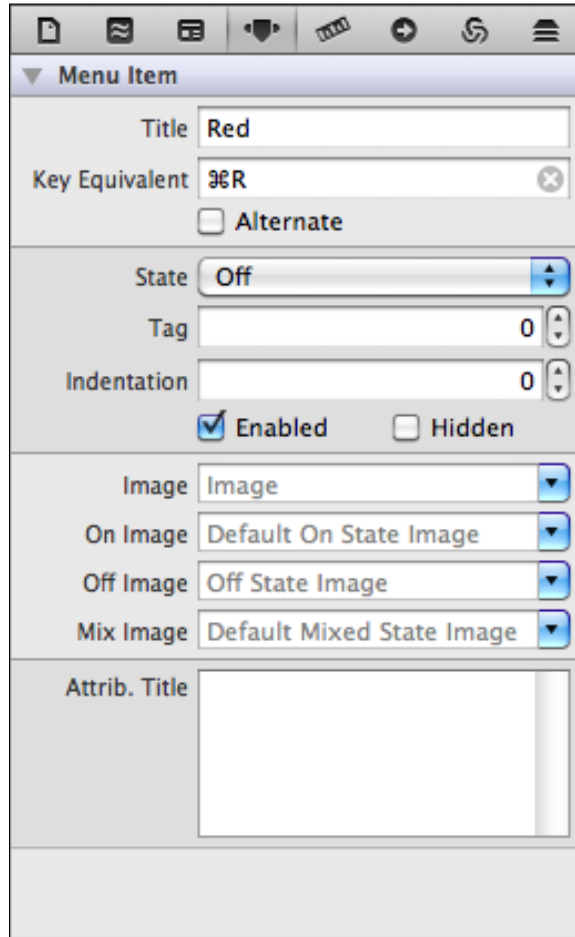 Menu Item
Title Red
Key Equivalent ⌘R
Alternate
State Off
Tag 0
Indentation 0
Enabled Hidden
Image Image
On Image Default On State Image
Off Image Off State Image
Mix Image Default Mixed State Image
Attrib. Title